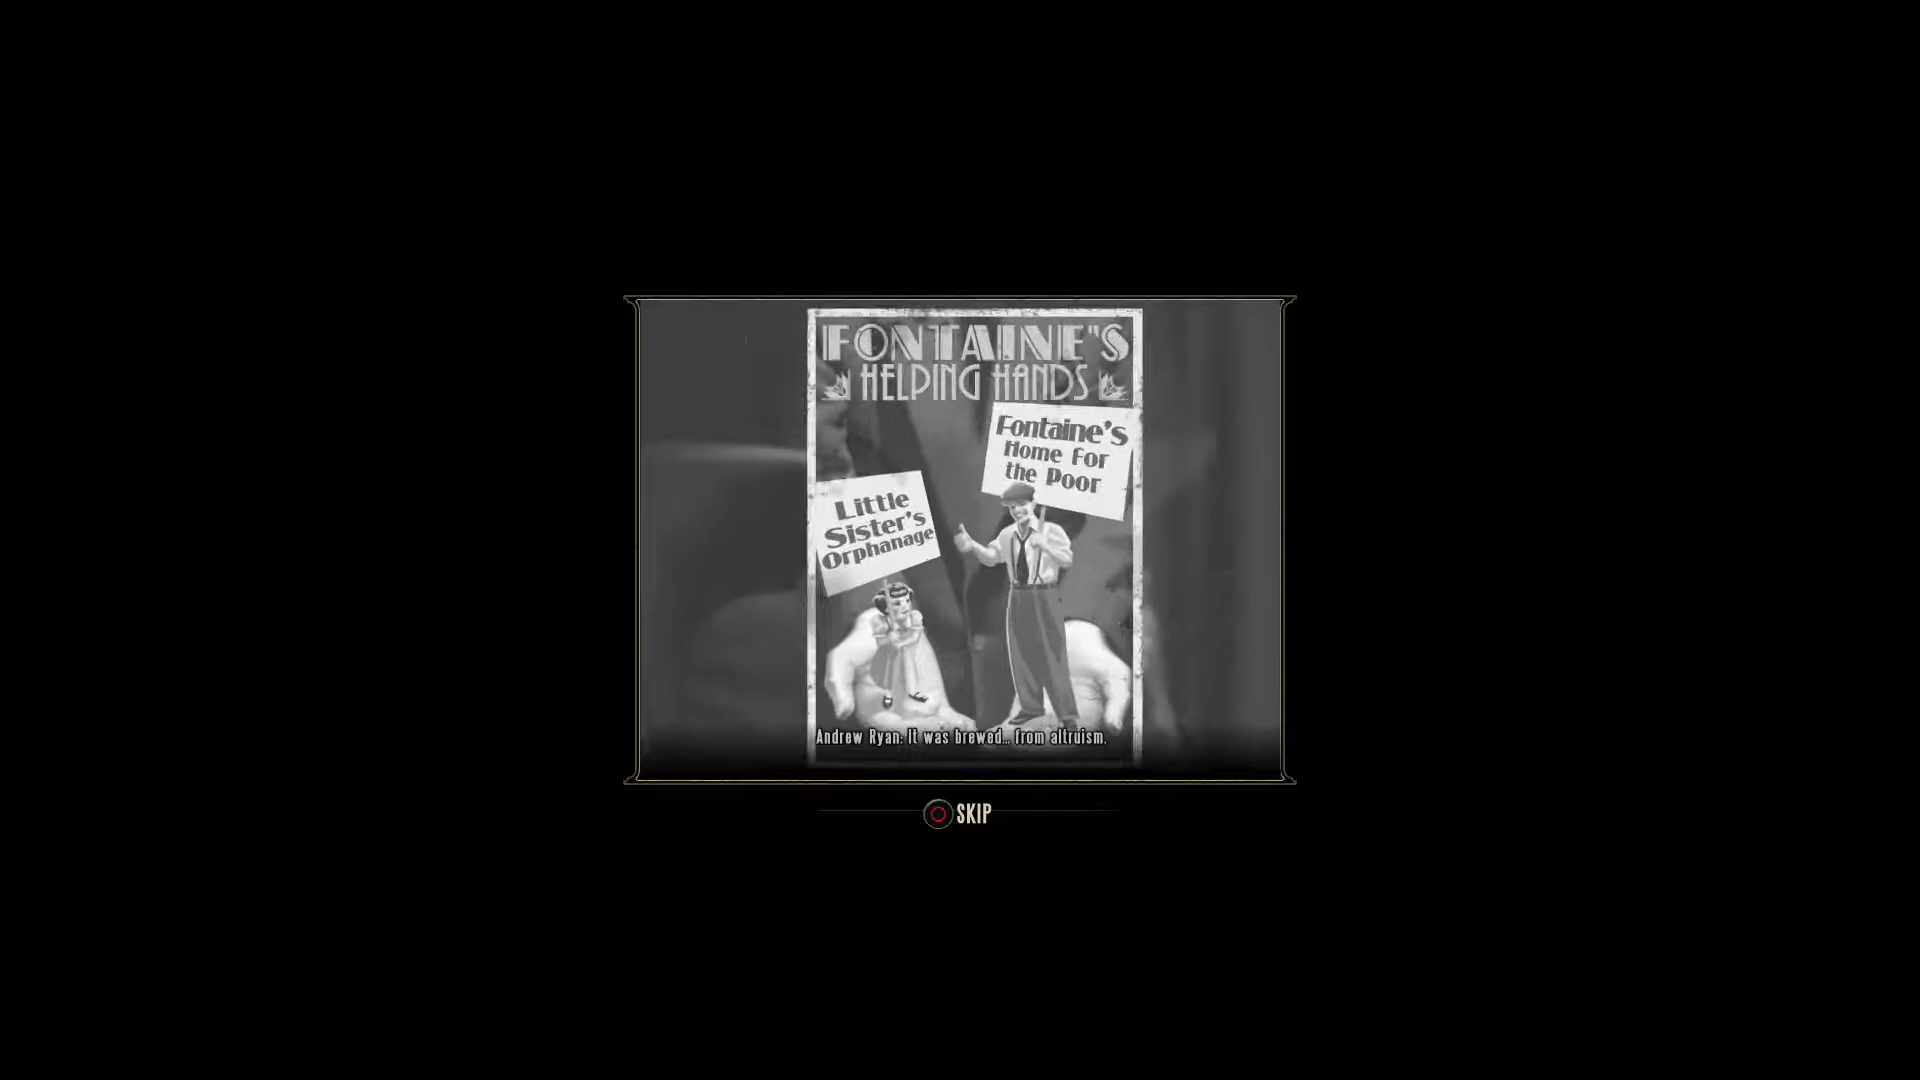 FONTAINE'S
HELPING HANDS
Fontaine's
Home For
the Poor
Little
Sister's
Orphanage
Andrew Ryan: It was brewed... from altruism.
SKIP